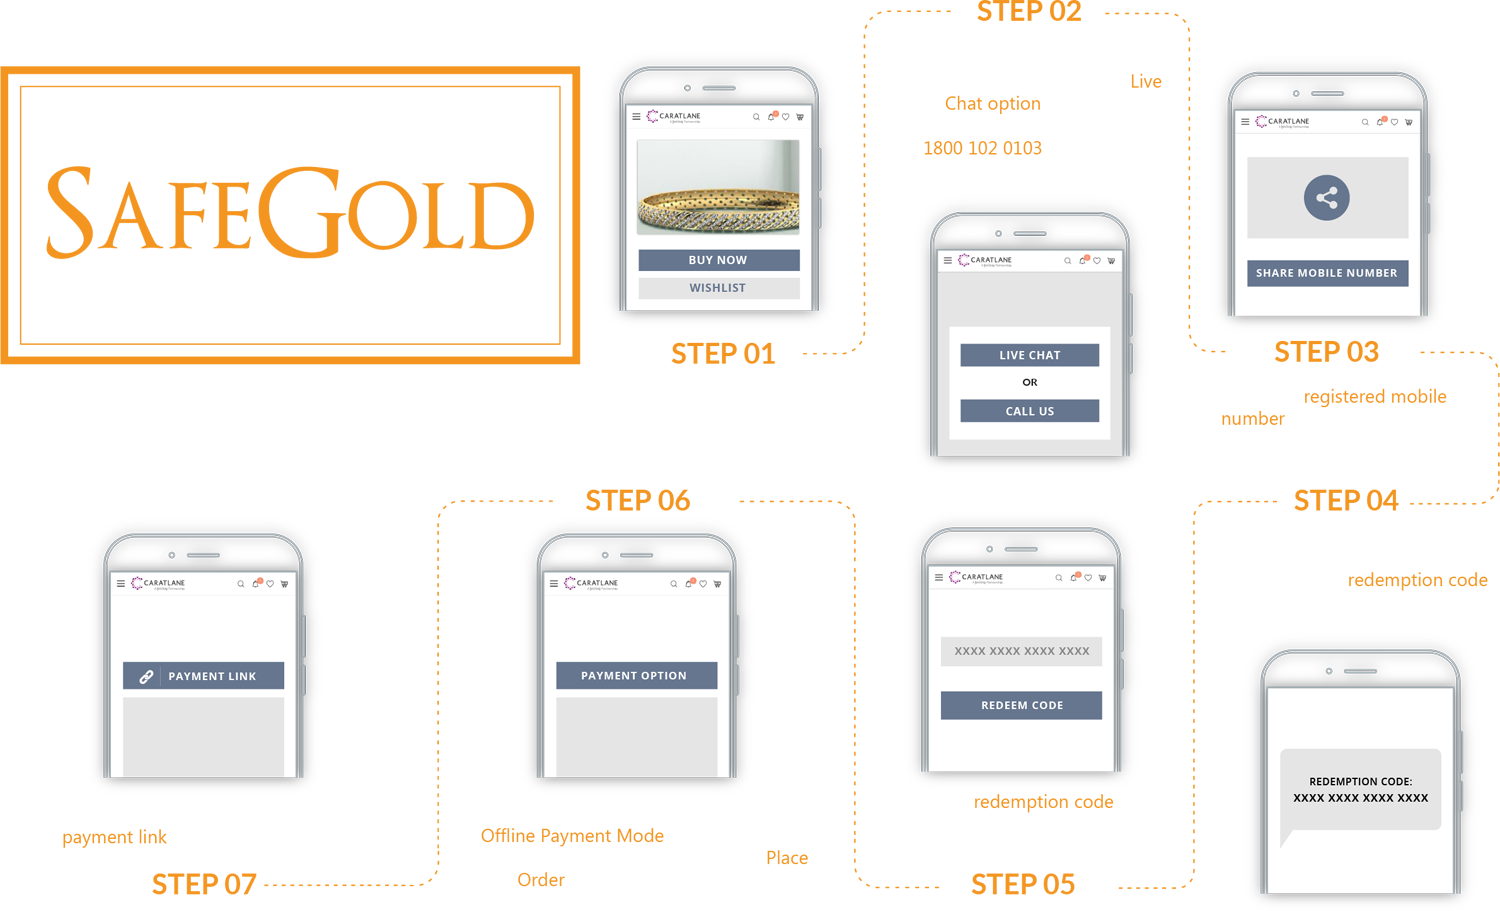 SAFEGOLD
CARATLANE
BUY NOW
WISHLIST
STEP 01
STEP 02
Live
Chat option
1800 102 0103
CARATLANE
LIVE CHAT
OR
CALL US
CARATLANE
SHARE MOBILE NUMBER
STEP 03
registered mobile
number
STEP 04
redemption code
REDEMPTION CODE:
XXXX XXXX XXXX XXXX
CARATLANE
XXXX XXXX XXXX XXXX
REDEEM CODE
redemption code
STEP 05
STEP 06
CARATLANE
PAYMENT OPTION
Offline Payment Mode
Place
Order
CARATLANE
PAYMENT LINK
payment link
STEP 07